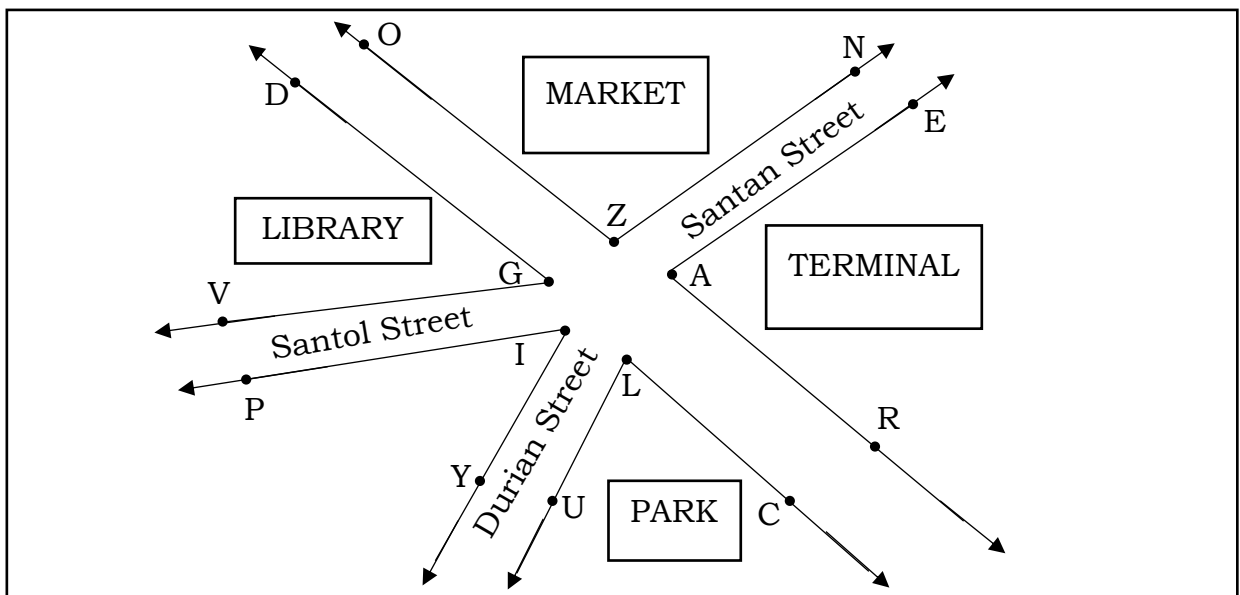 O
N
D
MARKET
E
Santan Street
Z
LIBRARY
G
A
TERMINAL
V
Santol Street
I
P
L
Durian Street
R
Y
U
PARK
C